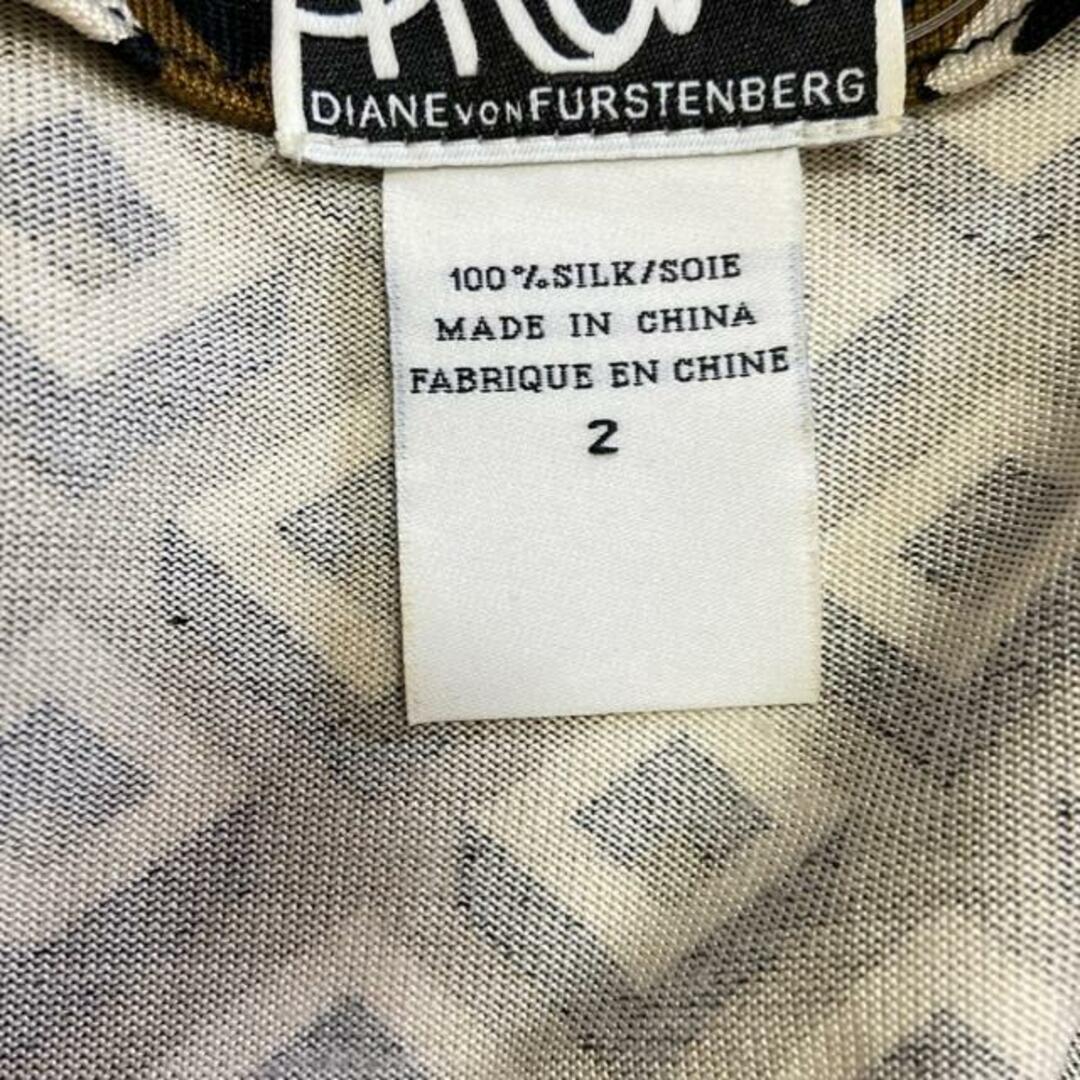 DIANE VON FURSTENBERG
100%SILK/SOIE
MADE IN CHINA
FABRIQUE EN CHINE
2